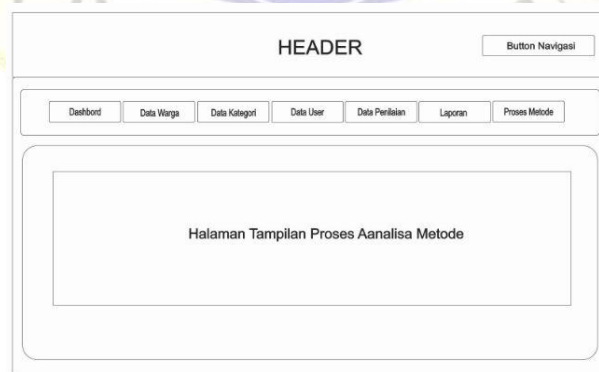 HEADER
Button Navigasi
Dashbord
Data Warga
Data Kategori
Data User
Data Penilaian
Laporan
Proses Metode
Halaman Tampilan Proses Aanalisa Metode